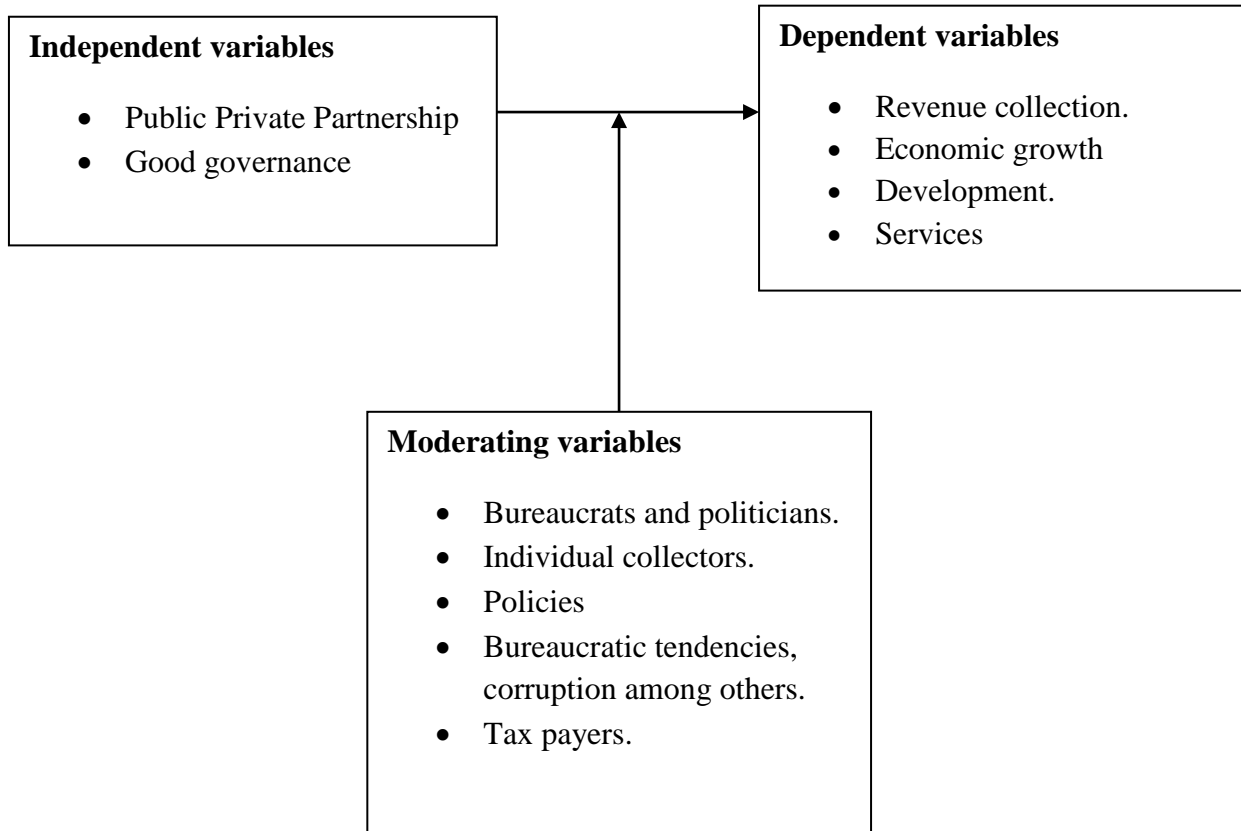 Independent variables
• Public Private Partnership
• Good governance
Dependent variables
• Revenue collection.
• Economic growth
• Development.
• Services
Moderating variables
• Bureaucrats and politicians.
• Individual collectors.
• Policies
• Bureaucratic tendencies,
corruption among others.
• Tax payers.